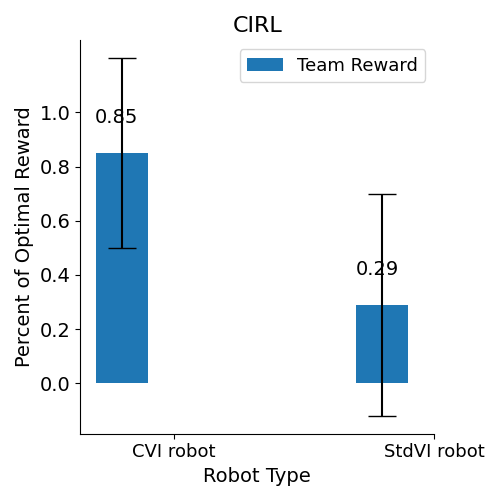 CIRL
Team Reward
Percent of Optimal Reward
1.0
0.8
0.6
0.4
0.2
0.0
0.85
0.29
CVI robot
StdVI robot
Robot Type